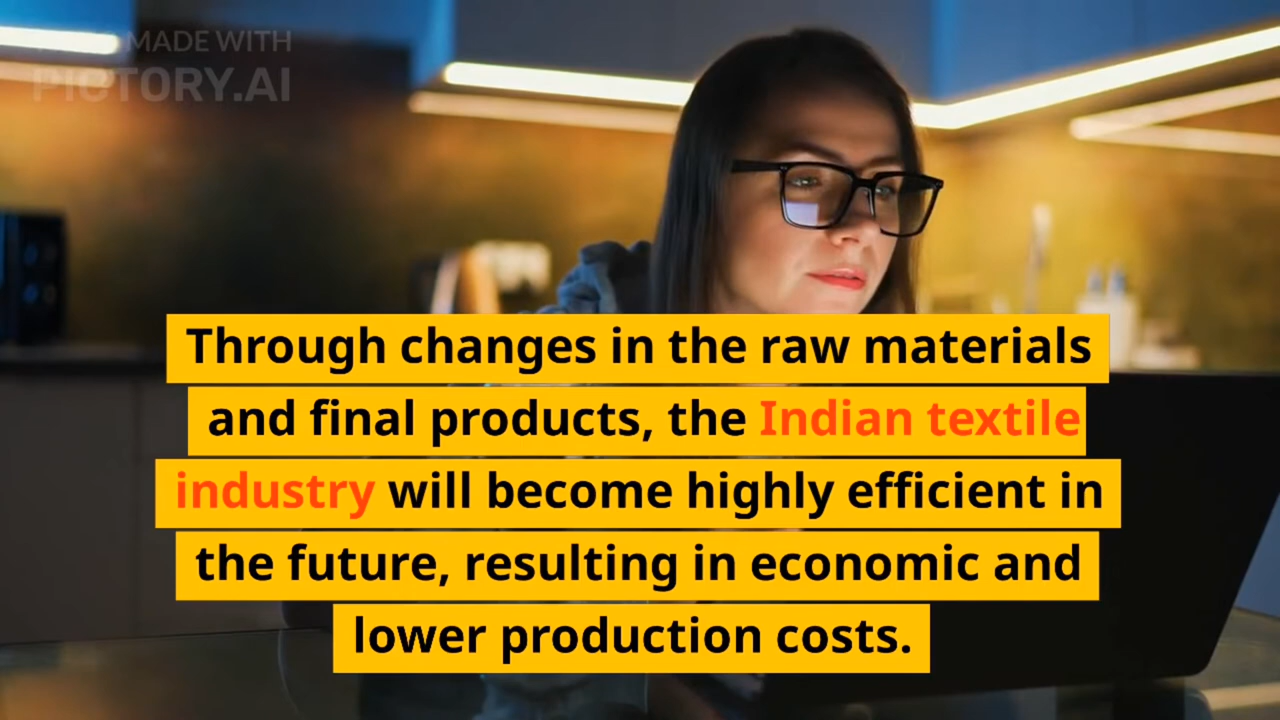 MADE WITH
PICTORY.AI
Through changes in the raw materials
and final products, the Indian textile
industry will become highly efficient in
the future, resulting in economic and
lower production costs.